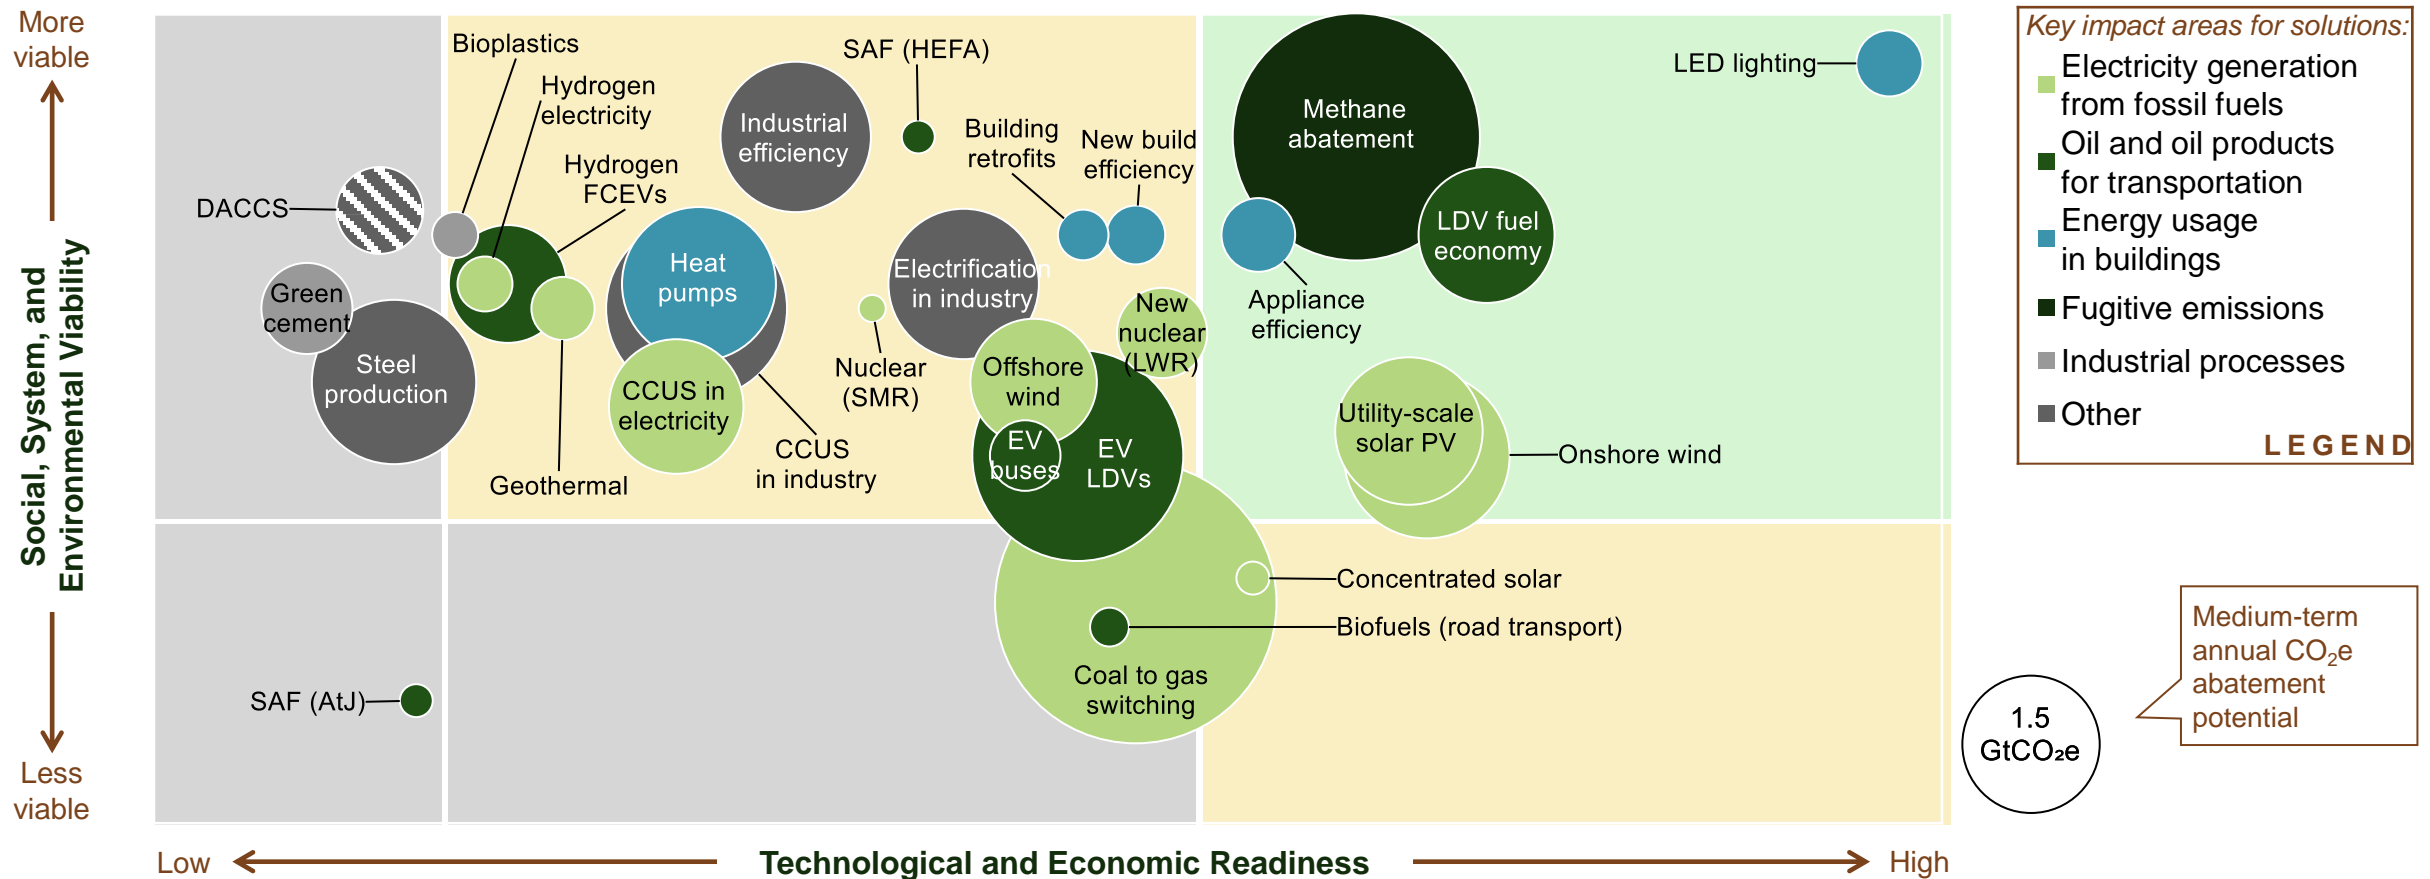 More
viable
Social, System, and
Environmental Viability
Less
viable
Bioplastics
Hydrogen
electricity
Hydrogen
FCEVs
DACCS
Green
cement
Steel
production
Geothermal
SAF (AtJ)
Industrial
efficiency
SAF (HEFA)
Heat
pumps
CCUS in
electricity
CCUS
in industry
Nuclear
(SMR)
Electrification
in industry
Building
retrofits
New build
efficiency
New
nuclear
(LWR)
Offshore
wind
EV
buses
EV
LDVs
Coal to gas
switching
Methane
abatement
LDV fuel
economy
LED lighting
Appliance
efficiency
Utility-scale
solar PV
Onshore wind
Concentrated solar
Biofuels (road transport)
Low
Technological and Economic Readiness
High
Key impact areas for solutions:
Electricity generation
from fossil fuels
Oil and oil products
for transportation
Energy usage
in buildings
Fugitive emissions
Industrial processes
Other
LEGEND
Medium-term
annual CO₂e
abatement
potential
1.5
GtCO₂e